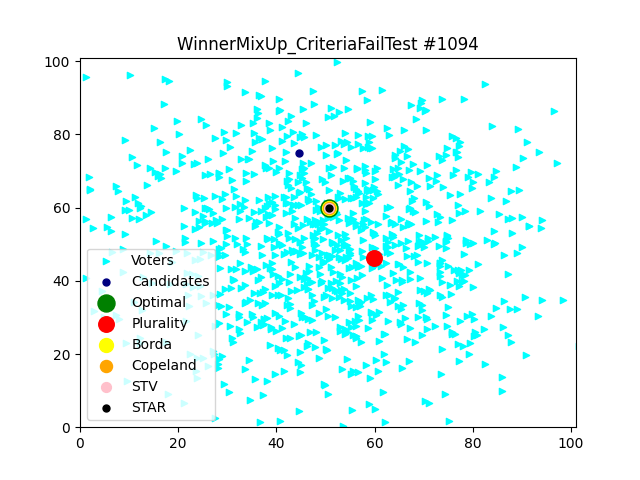 WinnerMixUp_CriteriaFailTest #1094
100
80
60
40
20
0
Voters
Candidates
Optimal
Plurality
Borda
Copeland
STV
STAR
0 20 40 60 80 100